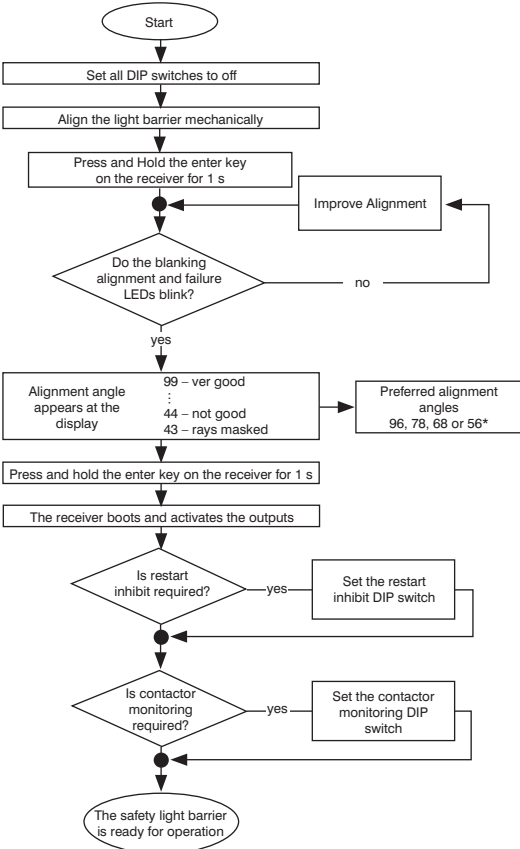 Start
Set all DIP switches to off
Align the light barrier mechanically
Press and Hold the enter key
on the receiver for 1 s
Improve Alignment
Do the blanking
alignment and failure
LEDs blink?
no
yes
Alignment angle
appears at the
display
99 – ver good
⋮
44 – not good
43 – rays masked
Preferred alignment
angles
96, 78, 68 or 56*
Press and hold the enter key on the receiver for 1 s
The receiver boots and activates the outputs
Is restart
inhibit required?
yes
Set the restart
inhibit DIP switch
Is contactor
monitoring
required?
yes
Set the contactor
monitoring DIP
switch
The safety light barrier
is ready for operation